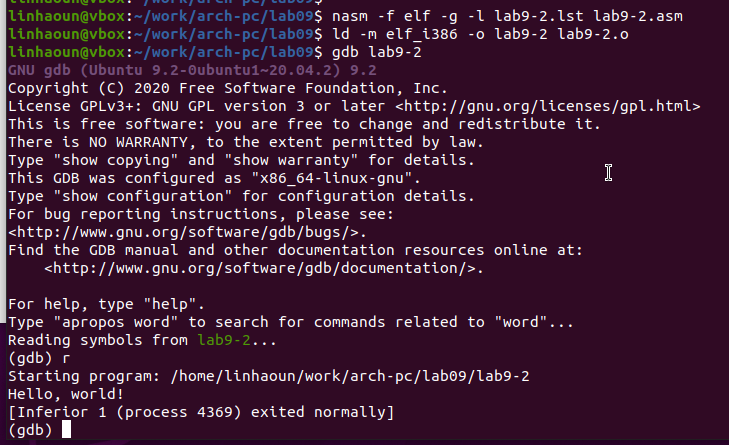 linhaoun@vbox:~/work/arch-pc/lab09$
linhaoun@vbox:~/work/arch-pc/lab09$ nasm -f elf -g -l lab9-2.lst lab9-2.asm
linhaoun@vbox:~/work/arch-pc/lab09$ ld -m elf_i386 -o lab9-2 lab9-2.o
linhaoun@vbox:~/work/arch-pc/lab09$ gdb lab9-2
GNU gdb (Ubuntu 9.2-0ubuntu1~20.04.2) 9.2
Copyright (C) 2020 Free Software Foundation, Inc.
License GPLv3+: GNU GPL version 3 or later <http://gnu.org/licenses/gpl.html>
This is free software: you are free to change and redistribute it.
There is NO WARRANTY, to the extent permitted by law.
Type "show copying" and "show warranty" for details.
This GDB was configured as "x86_64-linux-gnu".
Type "show configuration" for configuration details.
For bug reporting instructions, please see:
<http://www.gnu.org/software/gdb/bugs/>.
Find the GDB manual and other documentation resources online at:
    <http://www.gnu.org/software/gdb/documentation/>.

For help, type "help".
Type "apropos word" to search for commands related to "word"...
Reading symbols from lab9-2...
(gdb) r
Starting program: /home/linhaoun/work/arch-pc/lab09/lab9-2
Hello, world!
[Inferior 1 (process 4369) exited normally]
(gdb)